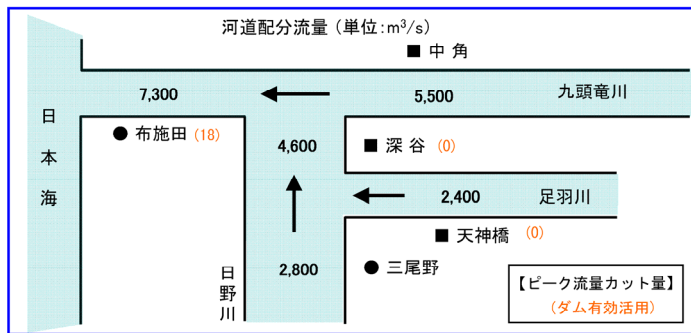 河道配分流量(単位:m³/s)
■ 中 角
7,300
5,500
九頭竜川
日本海
● 布施田 (18)
4,600
■ 深 谷 (0)
2,400
足羽川
■ 天神橋 (0)
日野川
2,800
● 三尾野
【ピーク流量カット量】
(ダム有効活用)